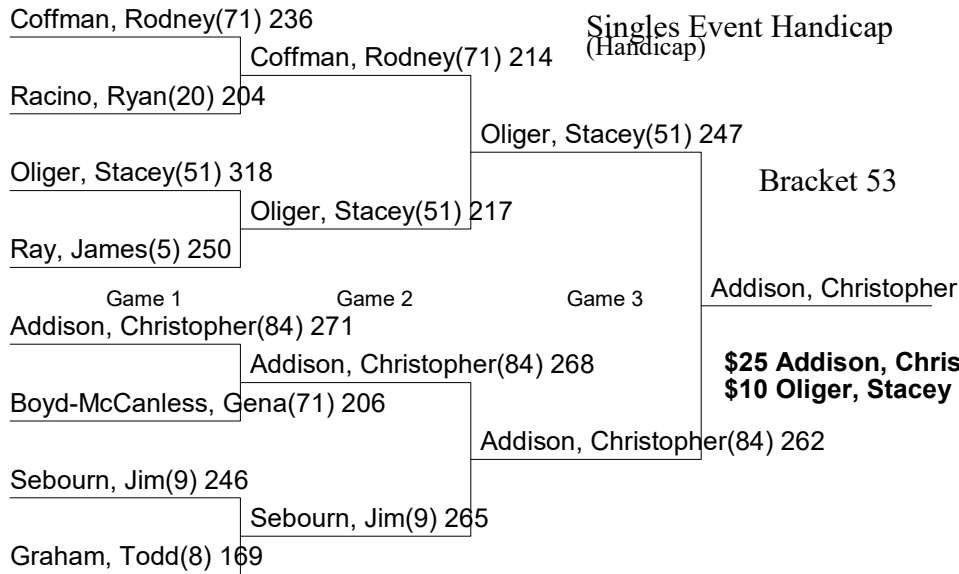 Coffman, Rodney(71) 236
Singles Event Handicap
(Handicap)
Coffman, Rodney(71) 214
Racino, Ryan(20) 204
Oliger, Stacey(51) 247
Oliger, Stacey(51) 318
Bracket 53
Oliger, Stacey(51) 217
Ray, James(5) 250
Game 1
Game 2
Game 3
Addison, Christopher
Addison, Christopher(84) 271
Addison, Christopher(84) 268
$25 Addison, Chris
$10 Oliger, Stacey
Boyd-McCanless, Gena(71) 206
Addison, Christopher(84) 262
Sebourn, Jim(9) 246
Sebourn, Jim(9) 265
Graham, Todd(8) 169